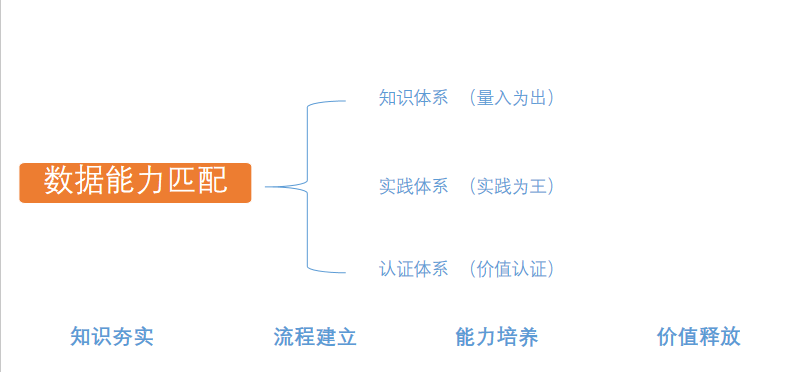 知识体系 （量入为出）
数据能力匹配
实践体系 （实践为王）
认证体系 （价值认证）
知识夯实 流程建立 能力培养 价值释放